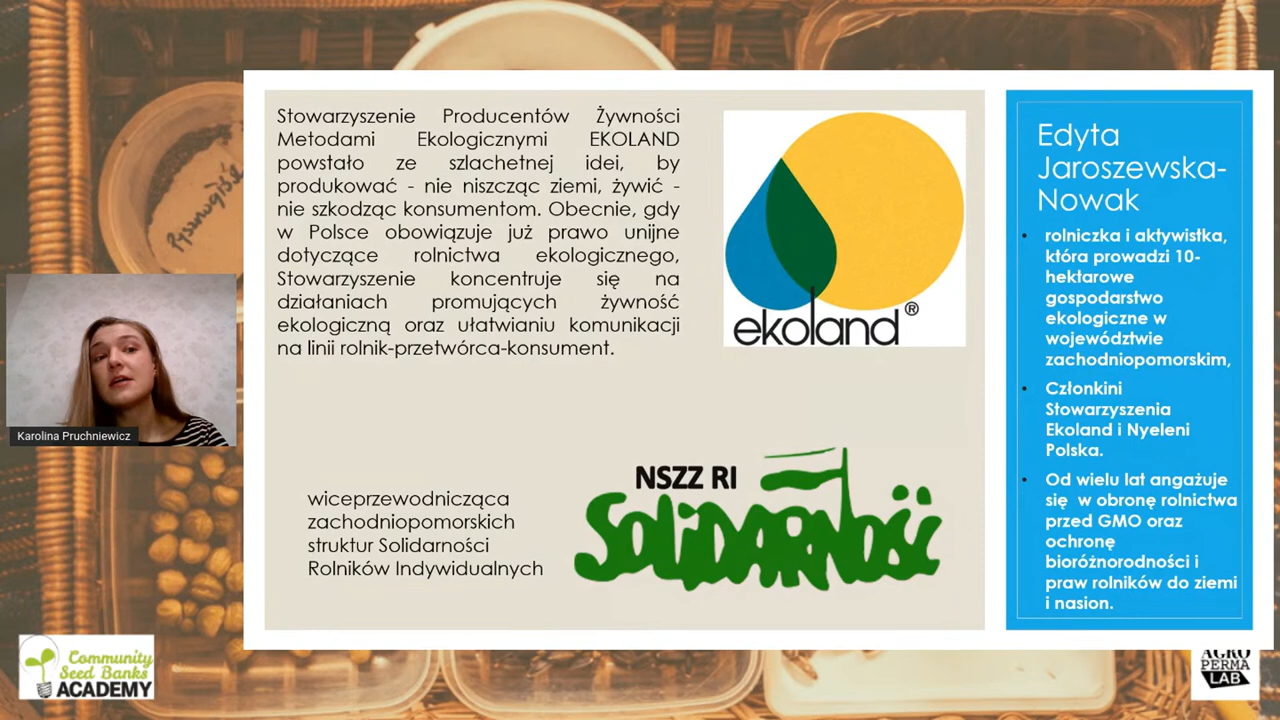 Stowarzyszenie Producentów Żywności
Metodami Ekologicznymi EKOLAND
powstało ze szlachetnej idei, by
produkować - nie niszcząc ziemi, żywić -
nie szkodząc konsumentom. Obecnie, gdy
w Polsce obowiązuje już prawo unijne
dotyczące rolnictwa ekologicznego,
Stowarzyszenie koncentruje się na
działaniach promujących żywność
ekologiczną oraz ułatwianiu komunikacji
na linii rolnik-przetwórca-konsument.
ekoland®
wiceprzewodnicząca
zachodniopomorskich
struktur Solidarności
Rolników Indywidualnych
NSZZ RI
SOLIDARNOŚĆ
Edyta
Jaroszewska-
Nowak
• rolniczka i aktywistka,
która prowadzi 10-
hektarowe
gospodarstwo
ekologiczne w
województwie
zachodniopomorskim,
• Członkini
Stowarzyszenia
Ekoland i Nyeleni
Polska.
• Od wielu lat angażuje
się w obronę rolnictwa
przed GMO oraz
ochronę
bioróżnorodności i
praw rolników do ziemi
i nasion.
Karolina Pruchniewicz
Community
Seed Banks
ACADEMY
AGRO
PERMA
LAB